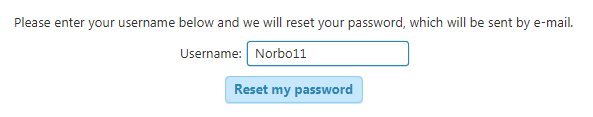 Please enter your username below and we will reset your password, which will be sent by e-mail.
Username: Norbo11
Reset my password